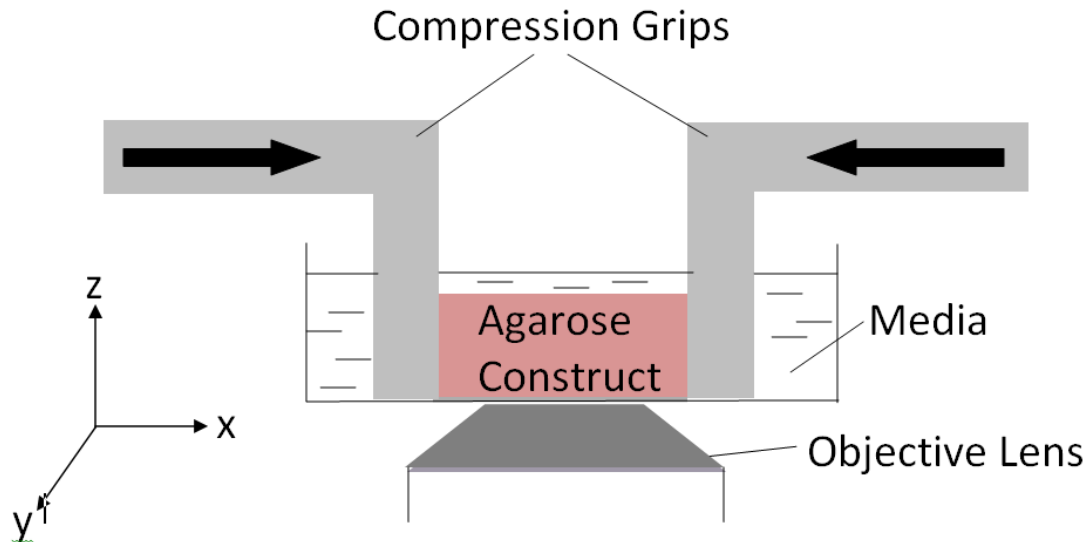 Compression Grips
z
Agarose
Construct
Media
x
Objective Lens
y